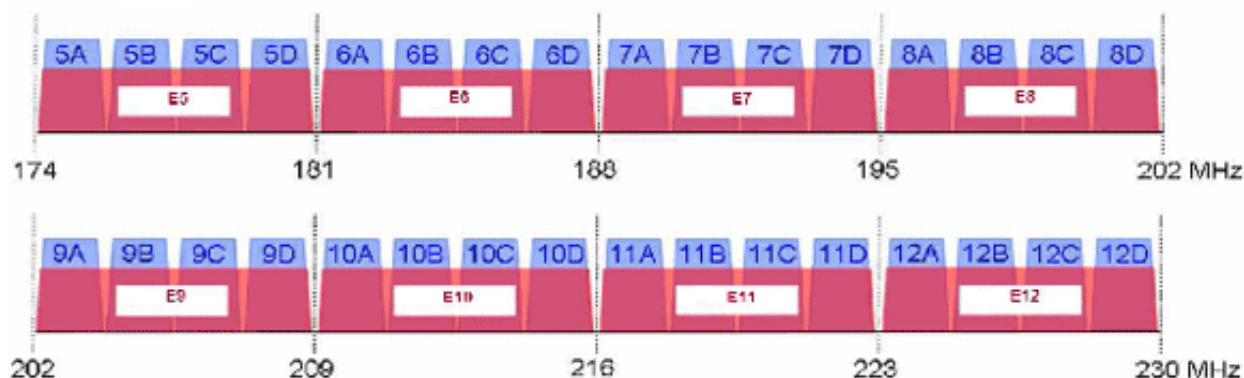 5A 5B 5C 5D 6A 6B 6C 6D 7A 7B 7C 7D 8A 8B 8C 8D
E5 E6 E7 E8
174 181 188 195 202 MHz
9A 9B 9C 9D 10A 10B 10C 10D 11A 11B 11C 11D 12A 12B 12C 12D
E9 E10 E11 E12
202 209 216 223 230 MHz